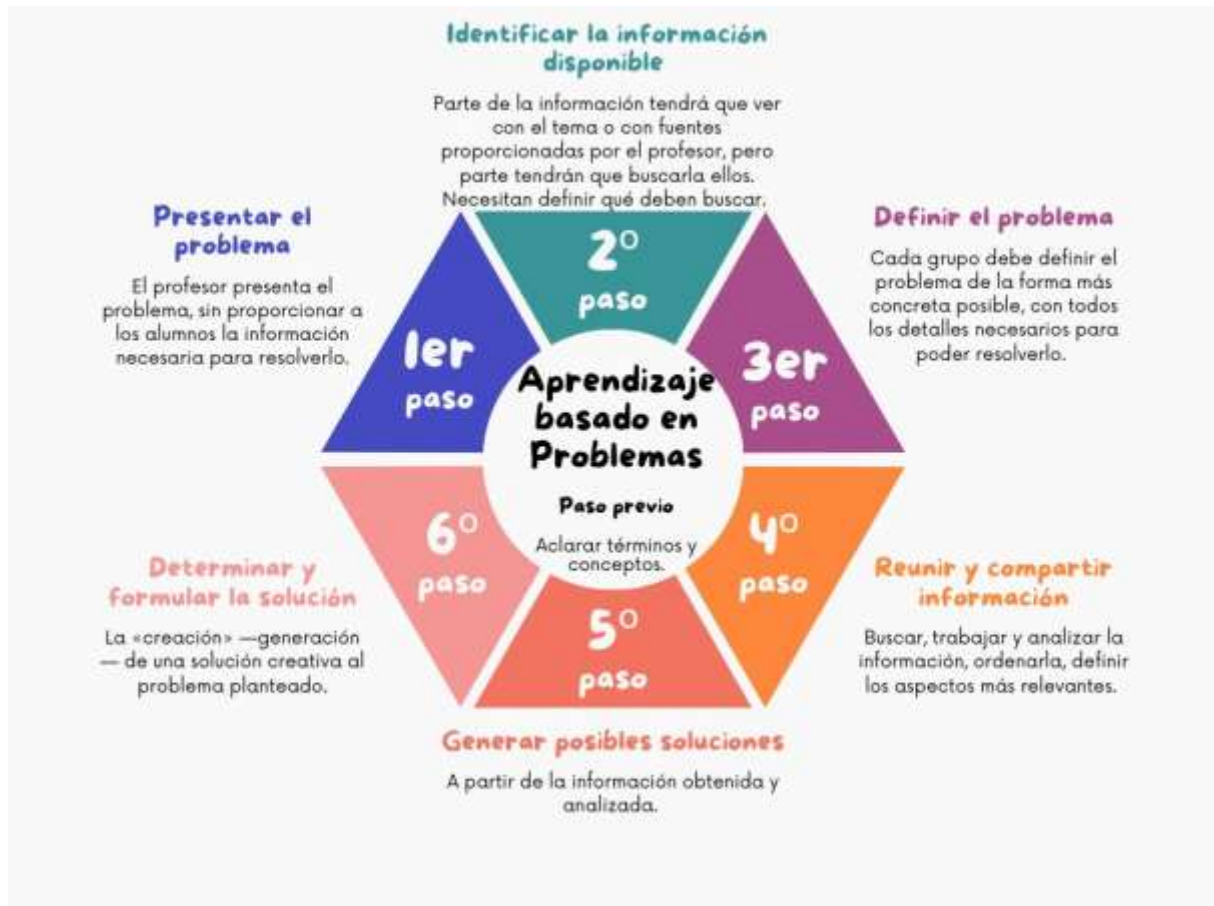 Aprendizaje
basado en
Problemas
Paso previo
Aclarar términos y
conceptos.
1er
paso
Presentar el
problema
El profesor presenta el
problema, sin proporcionar a
los alumnos la información
necesaria para resolverlo.
2º
paso
Identificar la información
disponible
Parte de la información tendrá que ver
con el tema o con fuentes
proporcionadas por el profesor, pero
parte tendrán que buscarla ellos.
Necesitan definir qué deben buscar.
3er
paso
Definir el problema
Cada grupo debe definir el
problema de la forma más
concreta posible, con todos
los detalles necesarios para
poder resolverlo.
4º
paso
Reunir y compartir
información
Buscar, trabajar y analizar la
información, ordenarla, definir
los aspectos más relevantes.
5º
paso
Generar posibles soluciones
A partir de la información obtenida y
analizada.
6º
paso
Determinar y
formular la solución
La «creación» —generación
— de una solución creativa al
problema planteado.